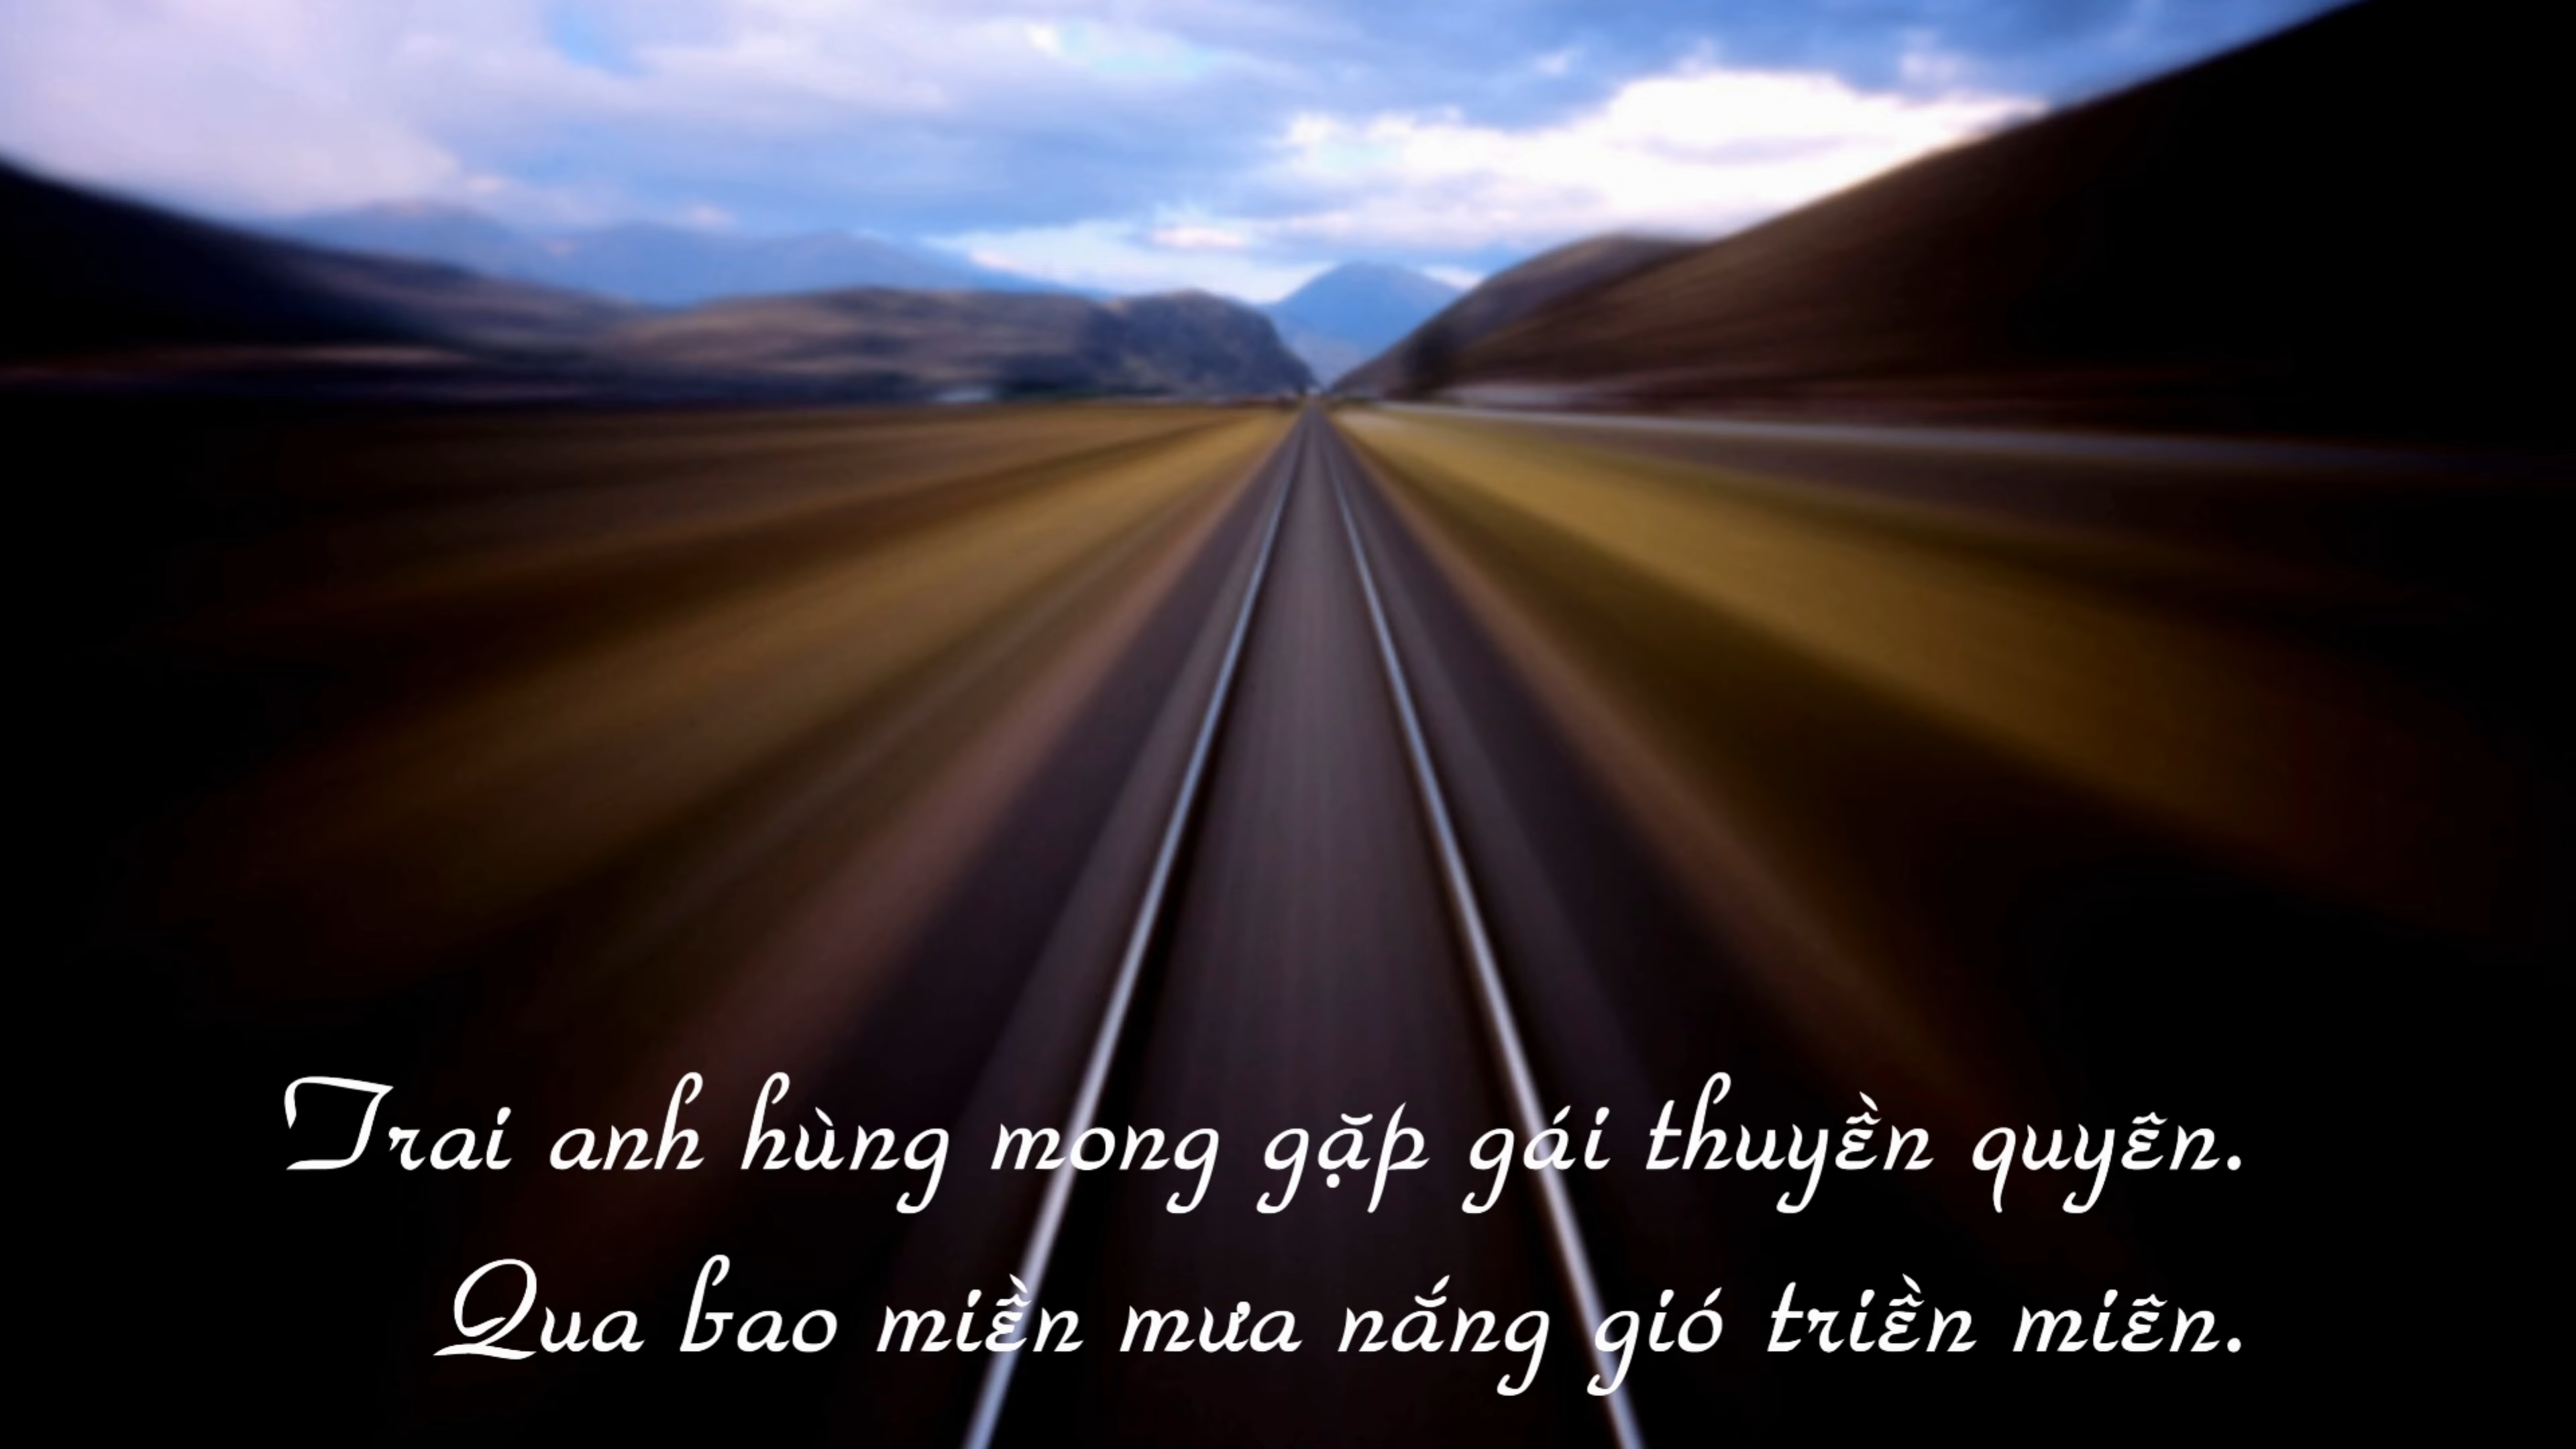 Trai anh hùng mong gặp gái thuyền quyên.
Qua bao miền mưa nắng gió triền miên.